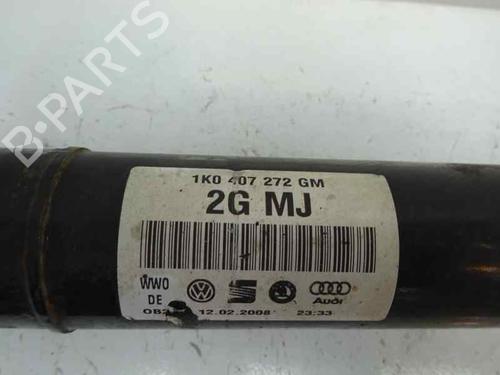 B-PARTS
1K0 407 272 GM
2G MJ
WWO
DE
Audi
12.02.2008 23:33